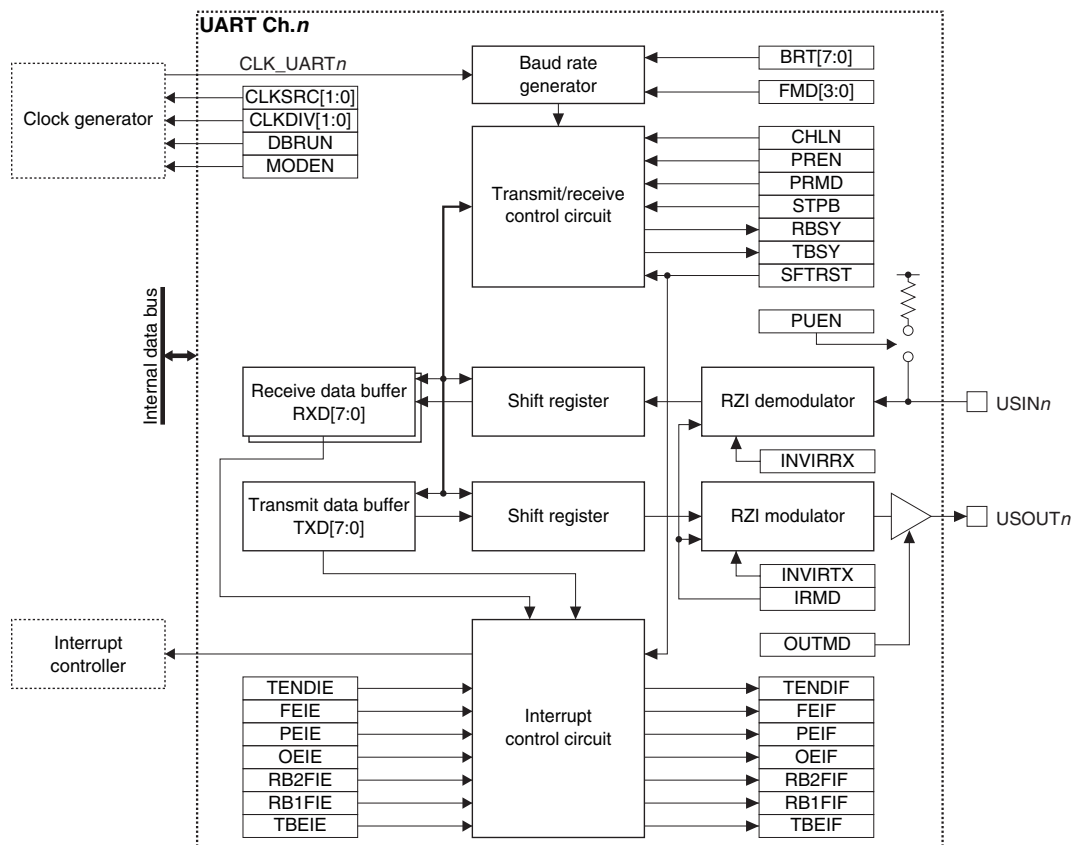 UART Ch.n
CLK_UARTn
Clock generator
CLKSRC[1:0]
CLKDIV[1:0]
DBRUN
MODEN
Baud rate
generator
BRT[7:0]
FMD[3:0]
Transmit/receive
control circuit
CHLN
PREN
PRMD
STPB
RBSY
TBSY
SFTRST
PUEN
Internal data bus
Receive data buffer
RXD[7:0]
Shift register
RZI demodulator
USINn
INVIRRX
Transmit data buffer
TXD[7:0]
Shift register
RZI modulator
USOUTn
INVIRTX
IRMD
OUTMD
Interrupt
controller
TENDIE
FEIE
PEIE
OEIE
RB2FIE
RB1FIE
TBEIE
Interrupt
control circuit
TENDIF
FEIF
PEIF
OEIF
RB2FIF
RB1FIF
TBEIF